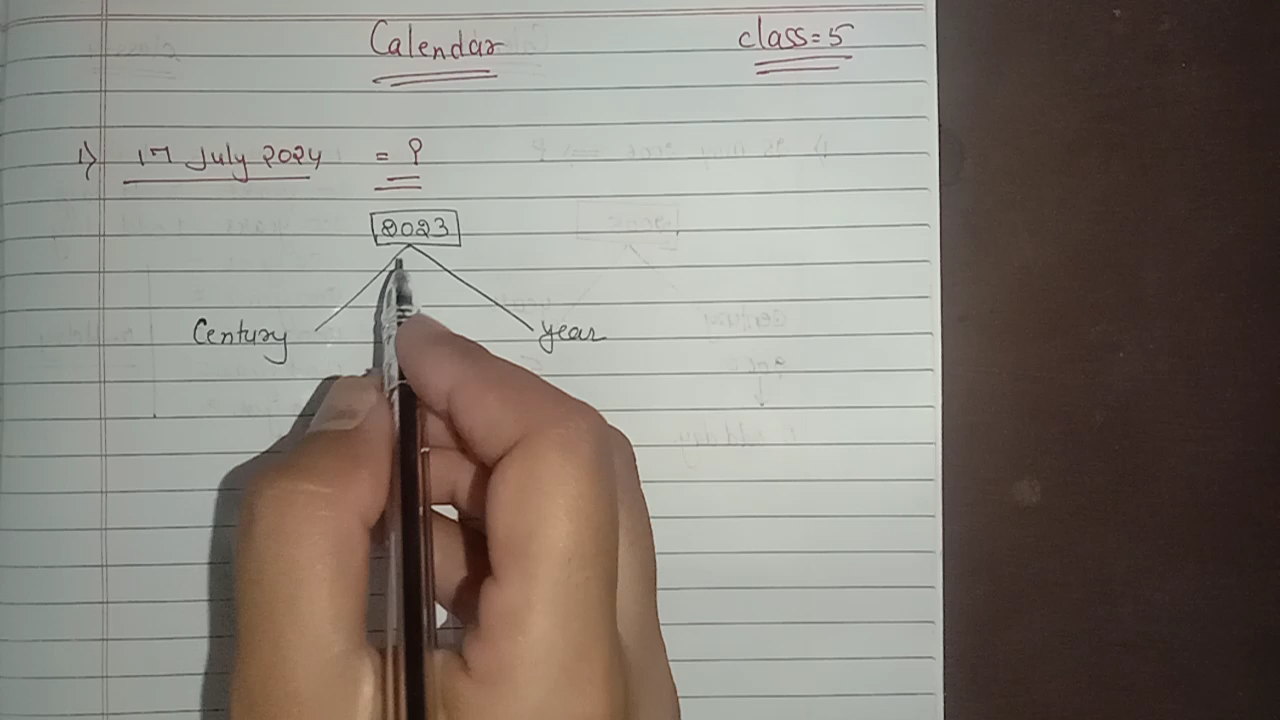 Calendar class=5
1) 17 July 2024 = ?
2023
Century year